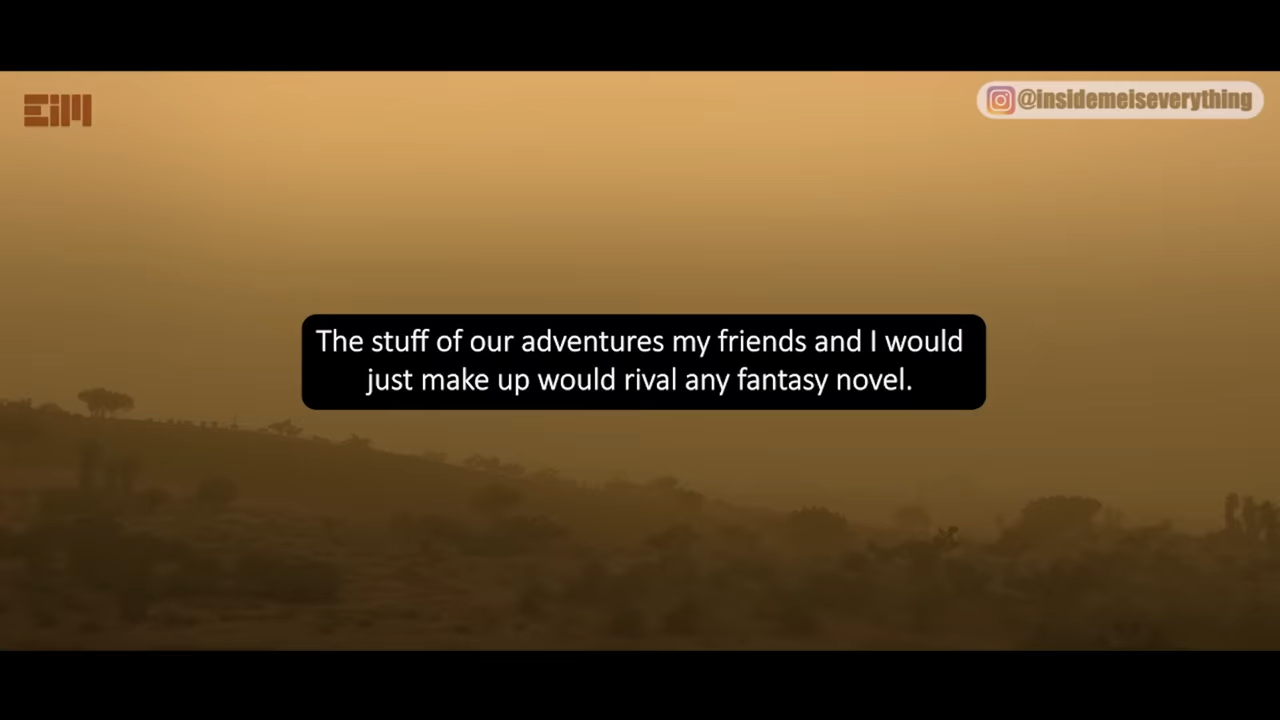 EiM
@insidemeiseverything
The stuff of our adventures my friends and I would
just make up would rival any fantasy novel.